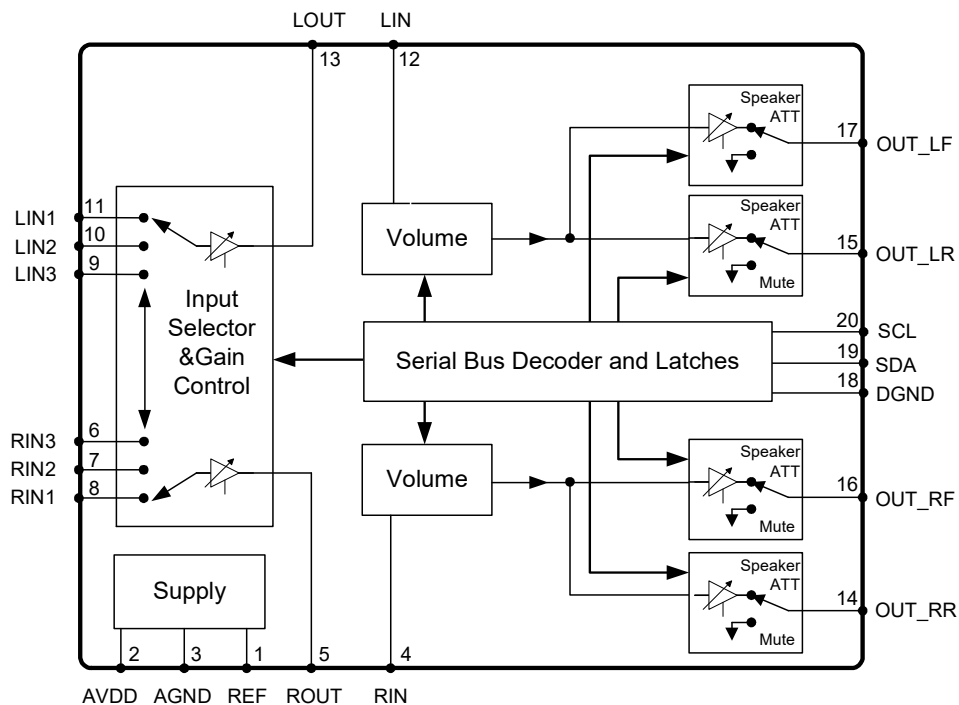 LOUT LIN
13 12
Speaker
ATT
17 OUT_LF
11
LIN1
10
LIN2
9
LIN3
Volume
Speaker
ATT
15 OUT_LR
Mute
Input
Selector
&Gain
Control
Serial Bus Decoder and Latches
20 SCL
19 SDA
18 DGND
6
RIN3
7
RIN2
8
RIN1
Volume
Speaker
ATT
16 OUT_RF
Mute
Supply
Speaker
ATT
14 OUT_RR
Mute
2 3 1 5 4
AVDD AGND REF ROUT RIN